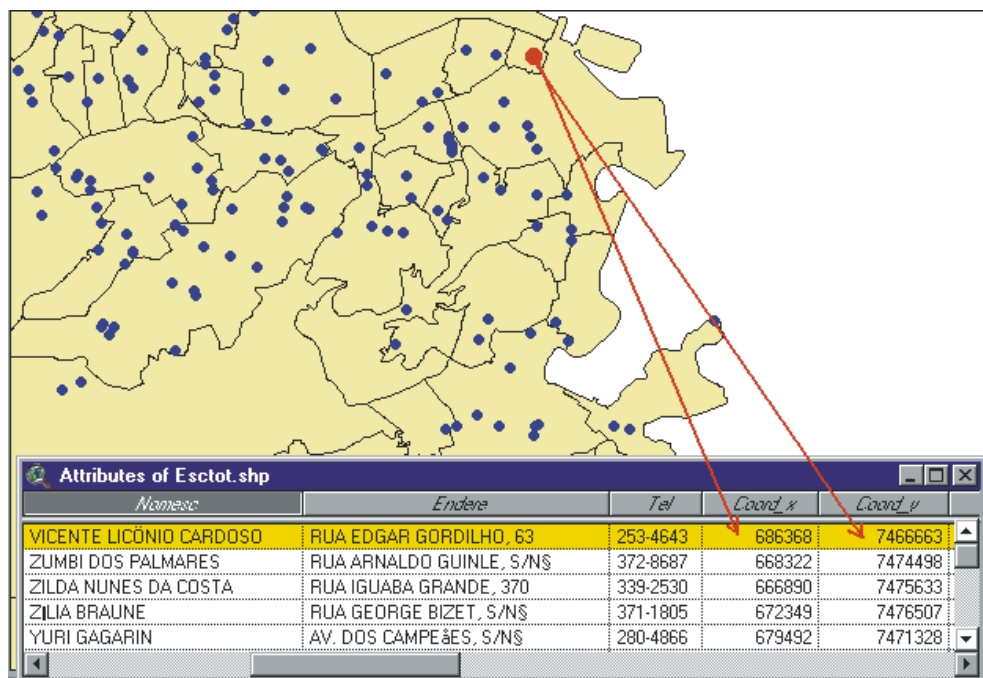 Attributes of Esctot.shp
Nomesc Endere Tel Coord_x Coord_y
VICENTE LICÖNIO CARDOSO RUA EDGAR GORDILHO, 63 253-4643 686368 7466663
ZUMBI DOS PALMARES RUA ARNALDO GUINLE, S/N§ 372-8687 668322 7474498
ZILDA NUNES DA COSTA RUA IGUABA GRANDE, 370 339-2530 666890 7475633
ZILIA BRAUNE RUA GEORGE BIZET, S/N§ 371-1805 672349 7476507
YURI GAGARIN AV. DOS CAMPEåES, S/N§ 280-4866 679492 7471328